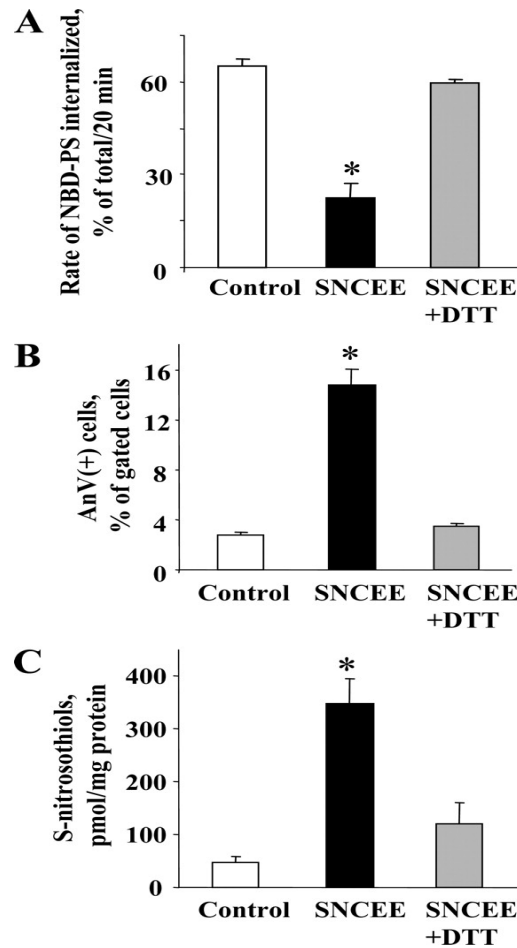 A
Rate of NBD-PS internalized,
% of total/20 min
60
30
0
*
Control SNCEE SNCEE
+DTT
B
AnV(+) cells,
% of gated cells
16
12
8
4
0
*
Control SNCEE SNCEE
+DTT
C
S-nitrosothiols,
pmol/mg protein
400
300
200
100
0
*
Control SNCEE SNCEE
+DTT